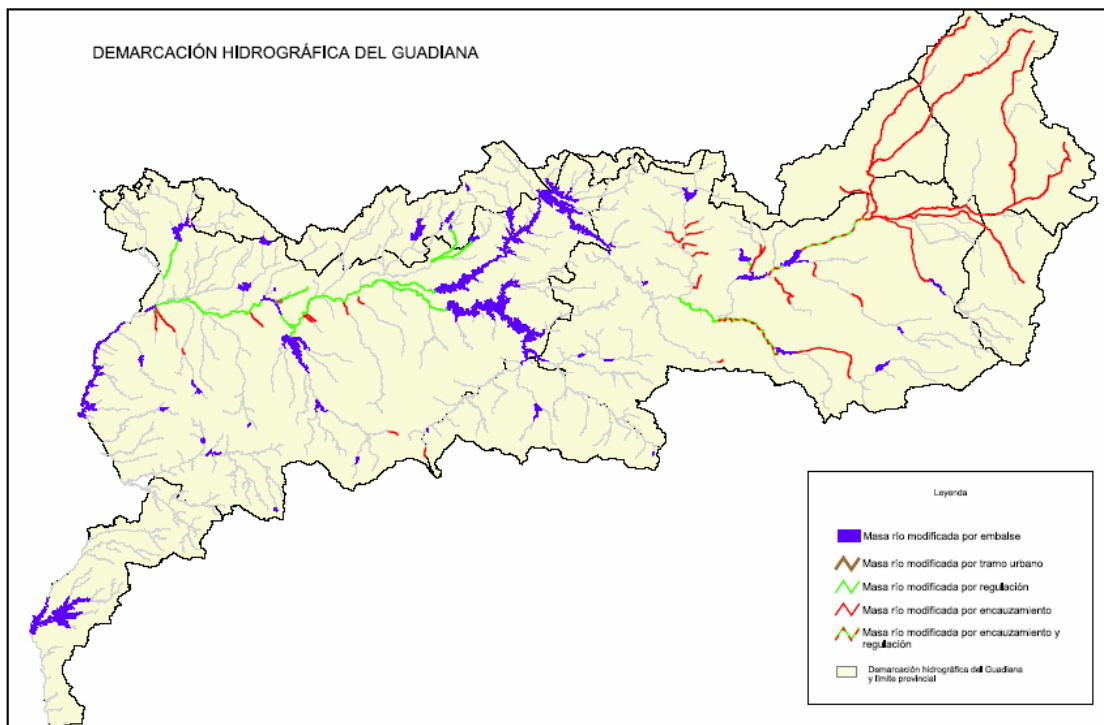 DEMARCACIÓN HIDROGRÁFICA DEL GUADIANA
Leyenda
Masa río modificada por embalse
Masa río modificada por tramo urbano
Masa río modificada por regulación
Masa río modificada por encauzamiento
Masa río modificada por encauzamiento y
regulación
Demarcación hidrográfica del Guadiana
y límite provincial